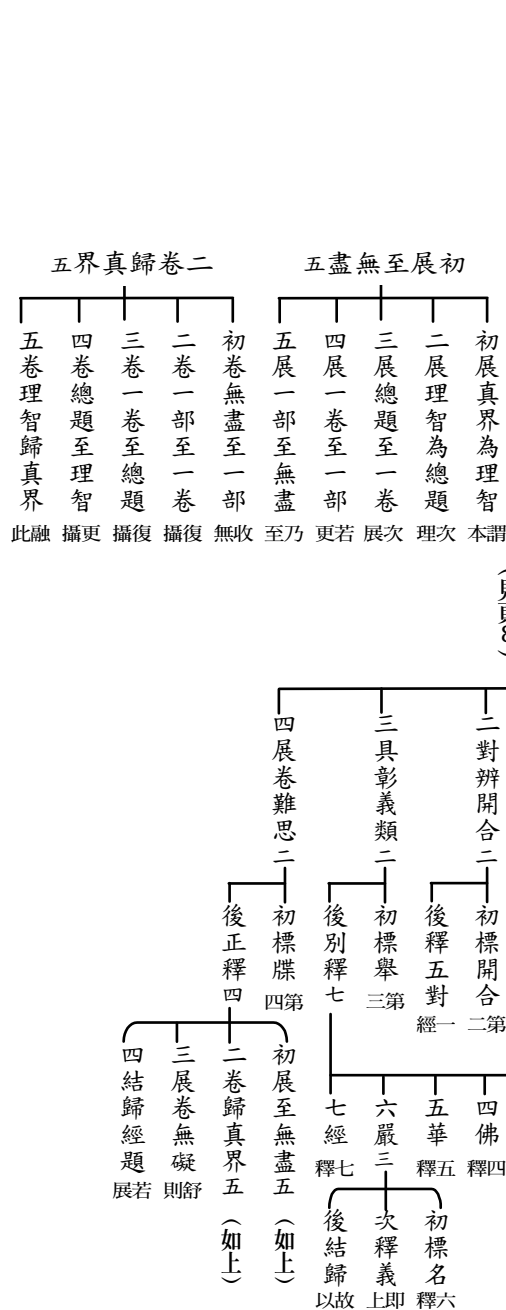 初展至無盡五
初展真界為理智
謂本
二展理智為總題
次理
三展總題至一卷
次展
四展一卷至一部
若更
五展一部至無盡
乃至
二卷歸真界五
初卷無盡至一部
收無
二卷一部至一卷
復攝
三卷一卷至總題
復攝
四卷總題至理智
更攝
五卷理智歸真界
融此
二對辨開合二
初標開合
第二
後釋五對
一經
三具彰義類二
初標舉
第三
後別釋七
四佛
四釋
五華
五釋
六嚴三
初標名
六釋
次釋義
即上
後結歸
故以
七經
七釋
四展卷難思二
初標牒
第四
後正釋四
初展至無盡五（如上）
二卷歸真界五（如上）
三展卷無礙
舒則
四結歸經題
若展